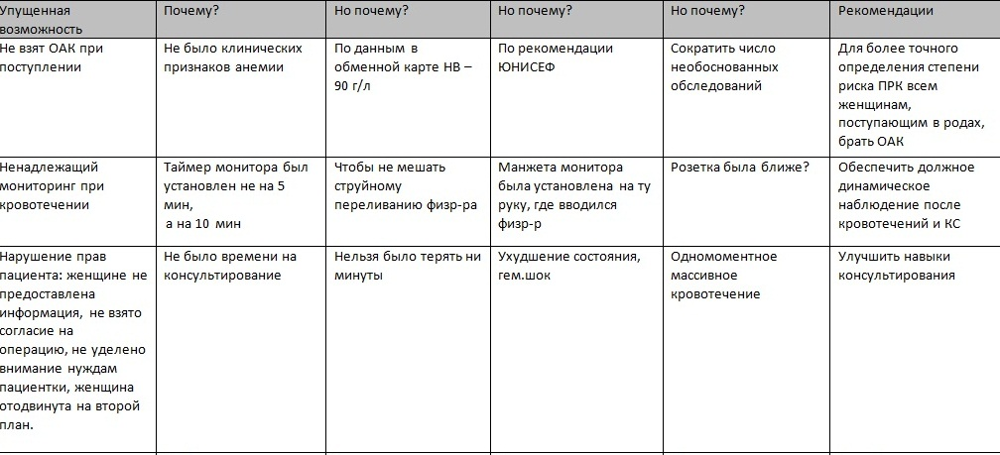 Упущенная
возможность
Почему?
Но почему?
Но почему?
Но почему?
Рекомендации
Не взят ОАК при
поступлении
Не было клинических
признаков анемии
По данным в
обменной карте НВ –
90 г/л
По рекомендации
ЮНИСЕФ
Сократить число
необоснованных
обследований
Для более точного
определения степени
риска ПРК всем
женщинам,
поступающим в родах,
брать ОАК
Ненадлежащий
мониторинг при
кровотечении
Таймер монитора был
установлен не на 5
мин,
а на 10 мин
Чтобы не мешать
струйному
переливанию физр-ра
Манжета монитора
была установлена на ту
руку, где вводился
физр-р
Розетка была ближе?
Обеспечить должное
динамическое
наблюдение после
кровотечений и КС
Нарушение прав
пациента: женщине не
предоставлена
информация, не взято
согласие на
операцию, не уделено
внимание нуждам
пациентки, женщина
отодвинута на второй
план.
Не было времени на
консультирование
Нельзя было терять ни
минуты
Ухудшение состояния,
гем.шок
Одномоментное
массивное
кровотечение
Улучшить навыки
консультирования